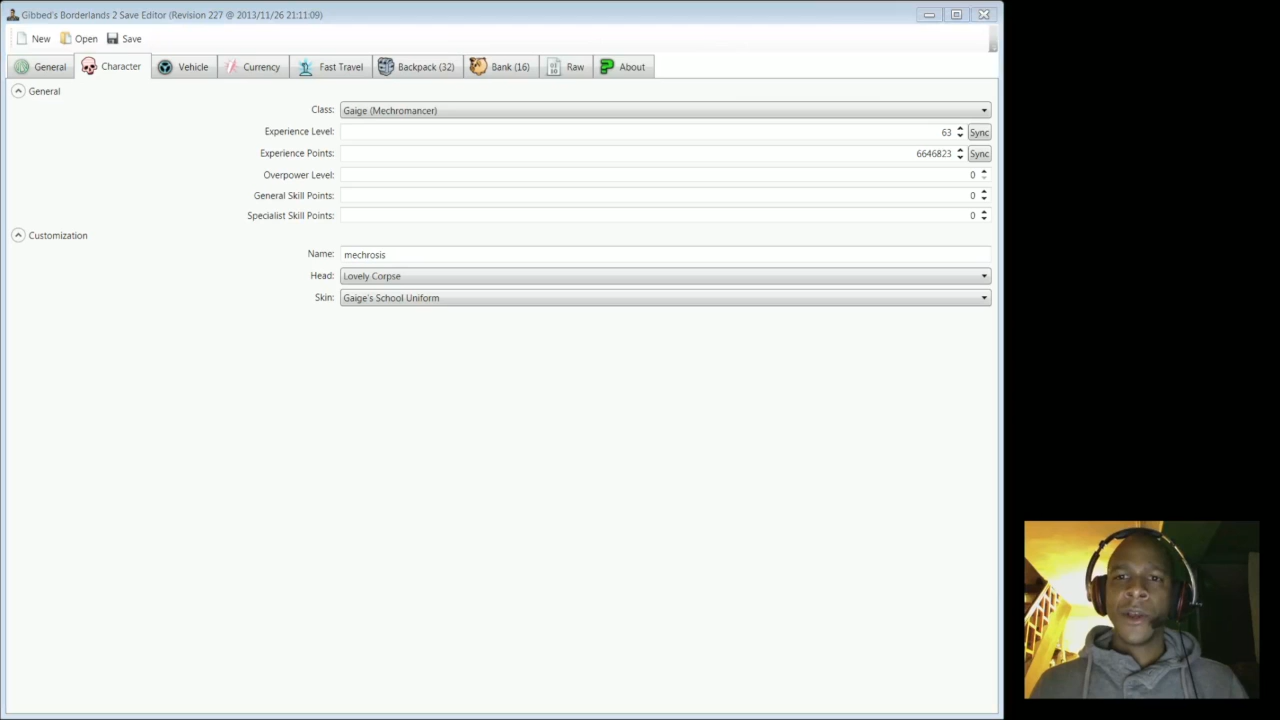 Gibbed's Borderlands 2 Save Editor (Revision 227 @ 2013/11/26 21:11:09)
New Open Save
General Character Vehicle Currency Fast Travel Backpack (32) Bank (16) Raw About
General
Class: Gaige (Mechromancer)
Experience Level: 63 Sync
Experience Points: 6646823 Sync
Overpower Level: 0
General Skill Points: 0
Specialist Skill Points: 0
Customization
Name: mechrosis
Head: Lovely Corpse
Skin: Gaige's School Uniform